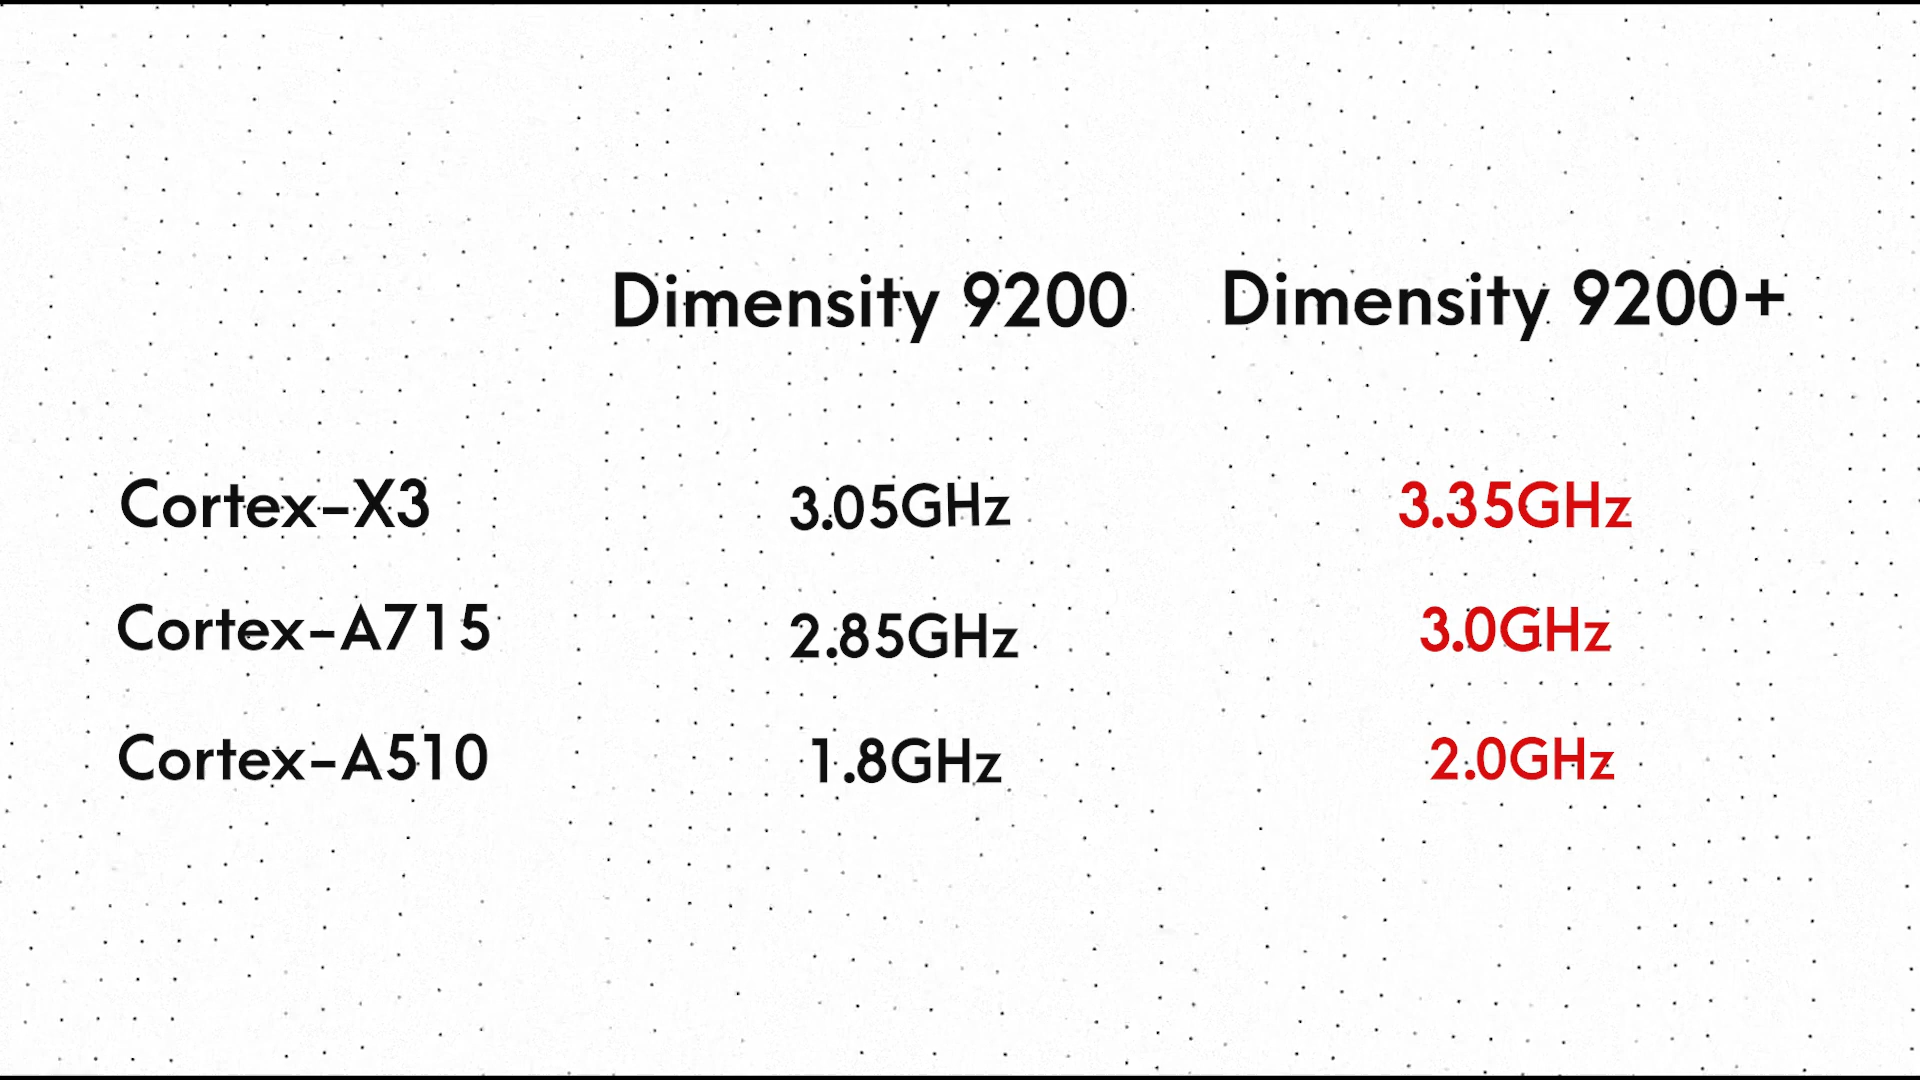 Dimensity 9200 Dimensity 9200+
Cortex-X3 3.05GHz 3.35GHz
Cortex-A715 2.85GHz 3.0GHz
Cortex-A510 1.8GHz 2.0GHz